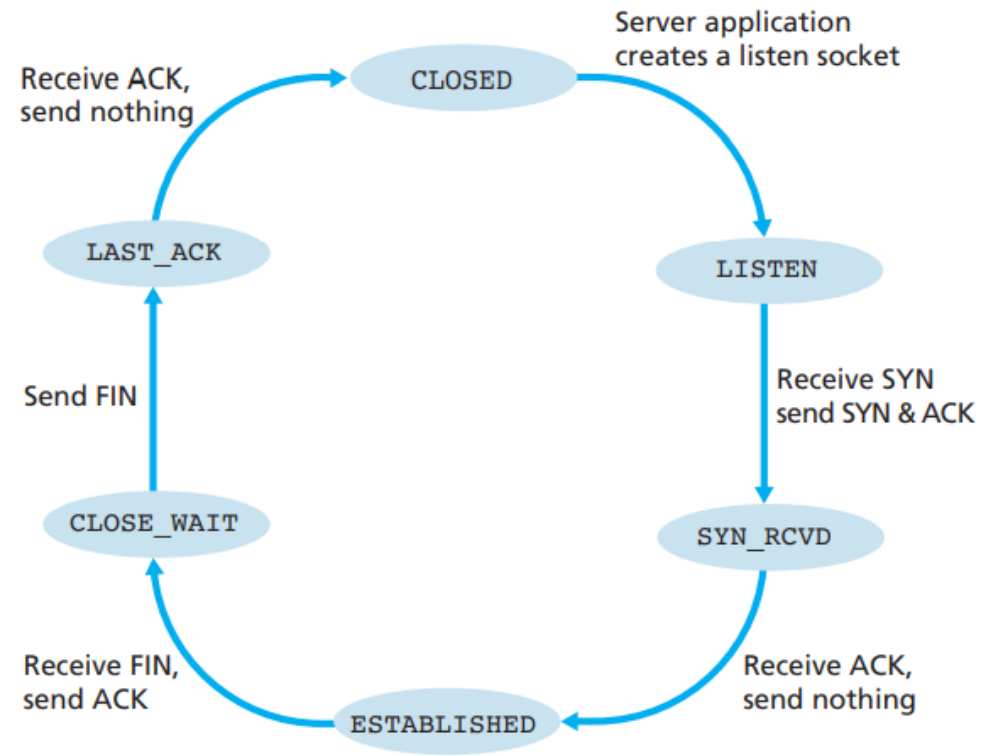 Server application
creates a listen socket
CLOSED
Receive ACK,
send nothing
LAST_ACK
LISTEN
Send FIN
Receive SYN
send SYN & ACK
CLOSE_WAIT
SYN_RCVD
Receive FIN,
send ACK
Receive ACK,
send nothing
ESTABLISHED